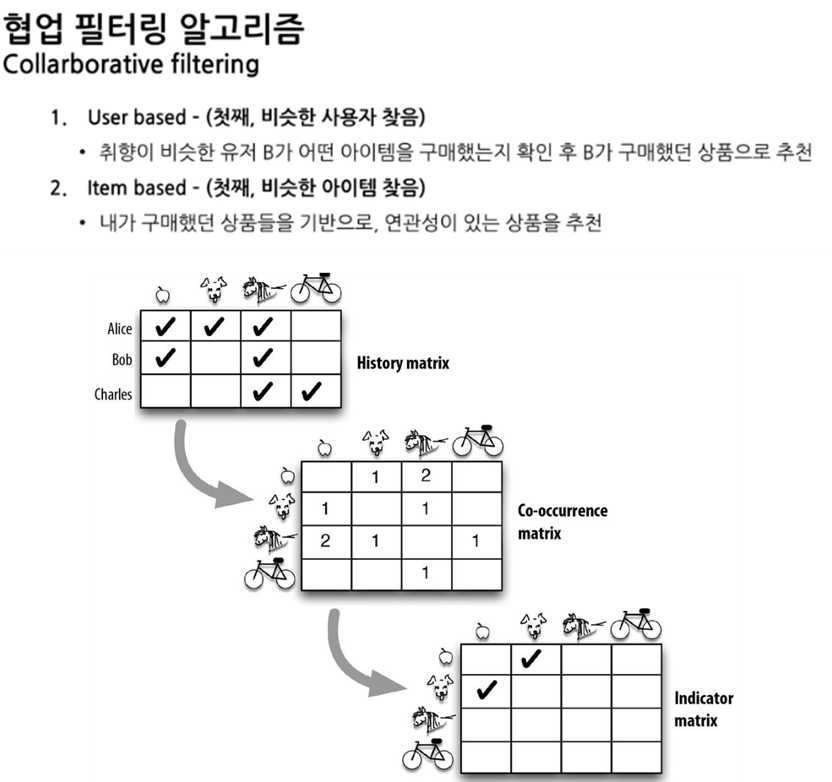 협업 필터링 알고리즘
Collarborative filtering
1. User based - (첫째, 비슷한 사용자 찾음)
• 취향이 비슷한 유저 B가 어떤 아이템을 구매했는지 확인 후 B가 구매했던 상품으로 추천
2. Item based - (첫째, 비슷한 아이템 찾음)
• 내가 구매했던 상품들을 기반으로, 연관성이 있는 상품을 추천
Alice ✔ ✔ ✔
Bob ✔ ✔
Charles ✔ ✔
History matrix
1 2
1 1
2 1 1
1
Co-occurrence
matrix
✔
✔
Indicator
matrix